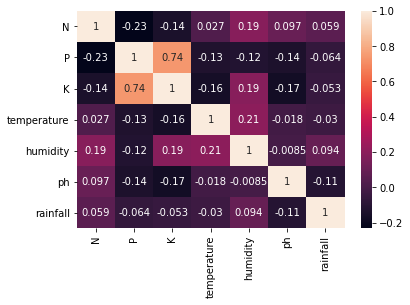 N 1 -0.23 -0.14 0.027 0.19 0.097 0.059
P -0.23 1 0.74 -0.13 -0.12 -0.14 -0.064
K -0.14 0.74 1 -0.16 0.19 -0.17 -0.053
temperature 0.027 -0.13 -0.16 1 0.21 -0.018 -0.03
humidity 0.19 -0.12 0.19 0.21 1 -0.0085 0.094
ph 0.097 -0.14 -0.17 -0.018 -0.0085 1 -0.11
rainfall 0.059 -0.064 -0.053 -0.03 0.094 -0.11 1
N P K temperature humidity ph rainfall
1.0
0.8
0.6
0.4
0.2
0.0
−0.2